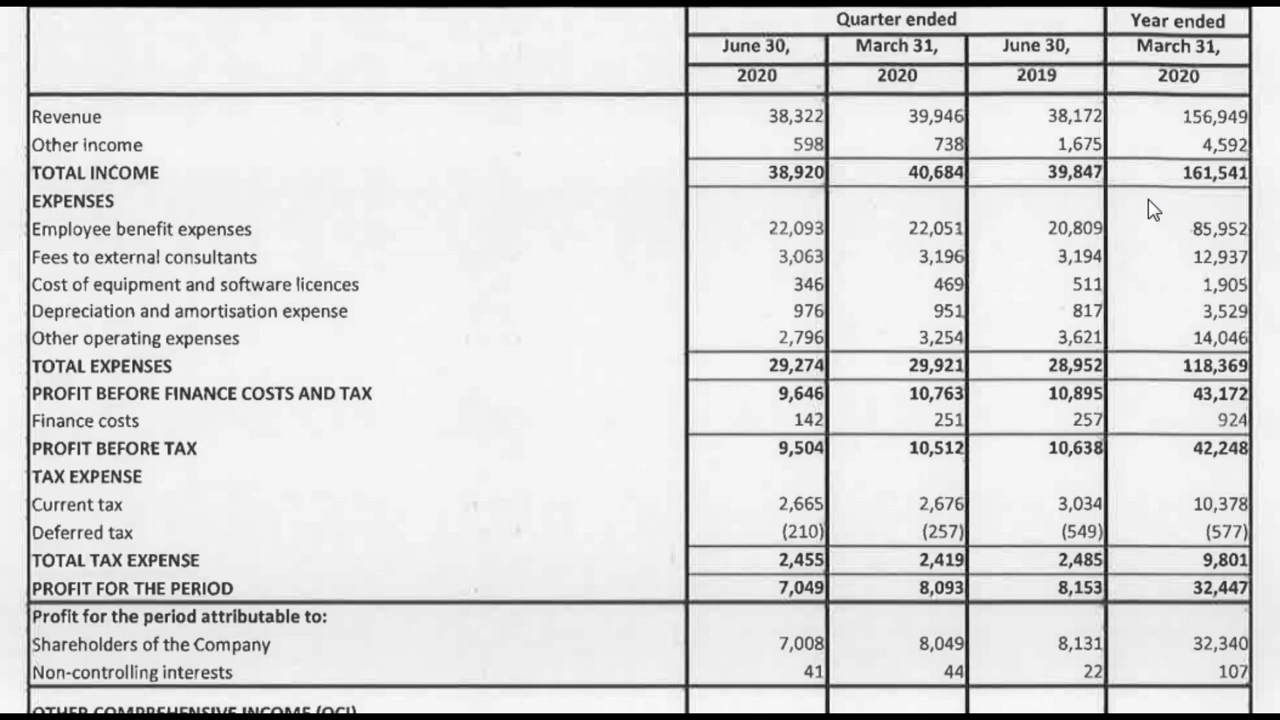 Quarter ended Year ended
June 30, March 31, June 30, March 31,
2020 2020 2019 2020
Revenue 38,322 39,946 38,172 156,949
Other income 598 738 1,675 4,592
TOTAL INCOME 38,920 40,684 39,847 161,541
EXPENSES
Employee benefit expenses 22,093 22,051 20,809 85,952
Fees to external consultants 3,063 3,196 3,194 12,937
Cost of equipment and software licences 346 469 511 1,905
Depreciation and amortisation expense 976 951 817 3,529
Other operating expenses 2,796 3,254 3,621 14,046
TOTAL EXPENSES 29,274 29,921 28,952 118,369
PROFIT BEFORE FINANCE COSTS AND TAX 9,646 10,763 10,895 43,172
Finance costs 142 251 257 924
PROFIT BEFORE TAX 9,504 10,512 10,638 42,248
TAX EXPENSE
Current tax 2,665 2,676 3,034 10,378
Deferred tax (210) (257) (549) (577)
TOTAL TAX EXPENSE 2,455 2,419 2,485 9,801
PROFIT FOR THE PERIOD 7,049 8,093 8,153 32,447
Profit for the period attributable to:
Shareholders of the Company 7,008 8,049 8,131 32,340
Non-controlling interests 41 44 22 107
OTHER COMPREHENSIVE INCOME (OCI)